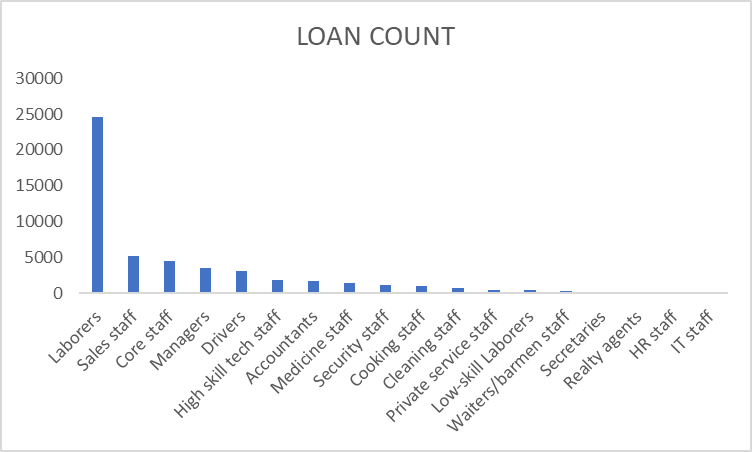 LOAN COUNT
30000
25000
20000
15000
10000
5000
0
Laborers
Sales staff
Core staff
Managers
Drivers
High skill tech staff
Accountants
Medicine staff
Security staff
Cooking staff
Cleaning staff
Private service staff
Low-skill Laborers
Waiters/barmen staff
Secretaries
Realty agents
HR staff
IT staff